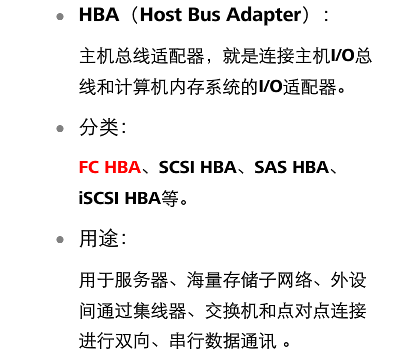 HBA（Host Bus Adapter）：
主机总线适配器，就是连接主机I/O总
线和计算机内存系统的I/O适配器。
分类：
FC HBA、SCSI HBA、SAS HBA、
iSCSI HBA等。
用途：
用于服务器、海量存储子网络、外设
间通过集线器、交换机和点对点连接
进行双向、串行数据通讯 。